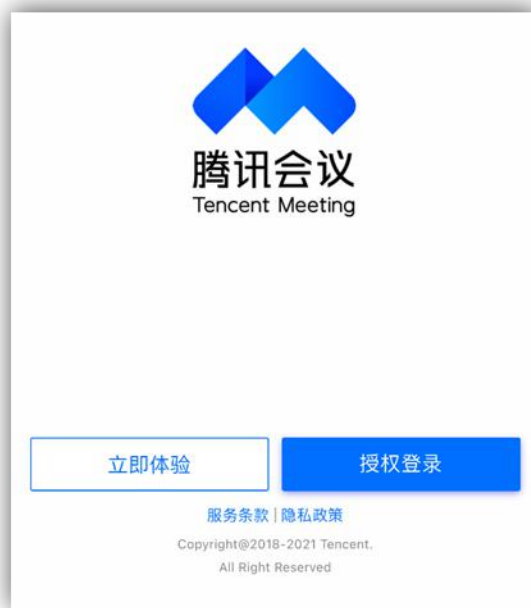 腾讯会议
Tencent Meeting
立即体验 授权登录
服务条款 | 隐私政策
Copyright@2018-2021 Tencent.
All Right Reserved